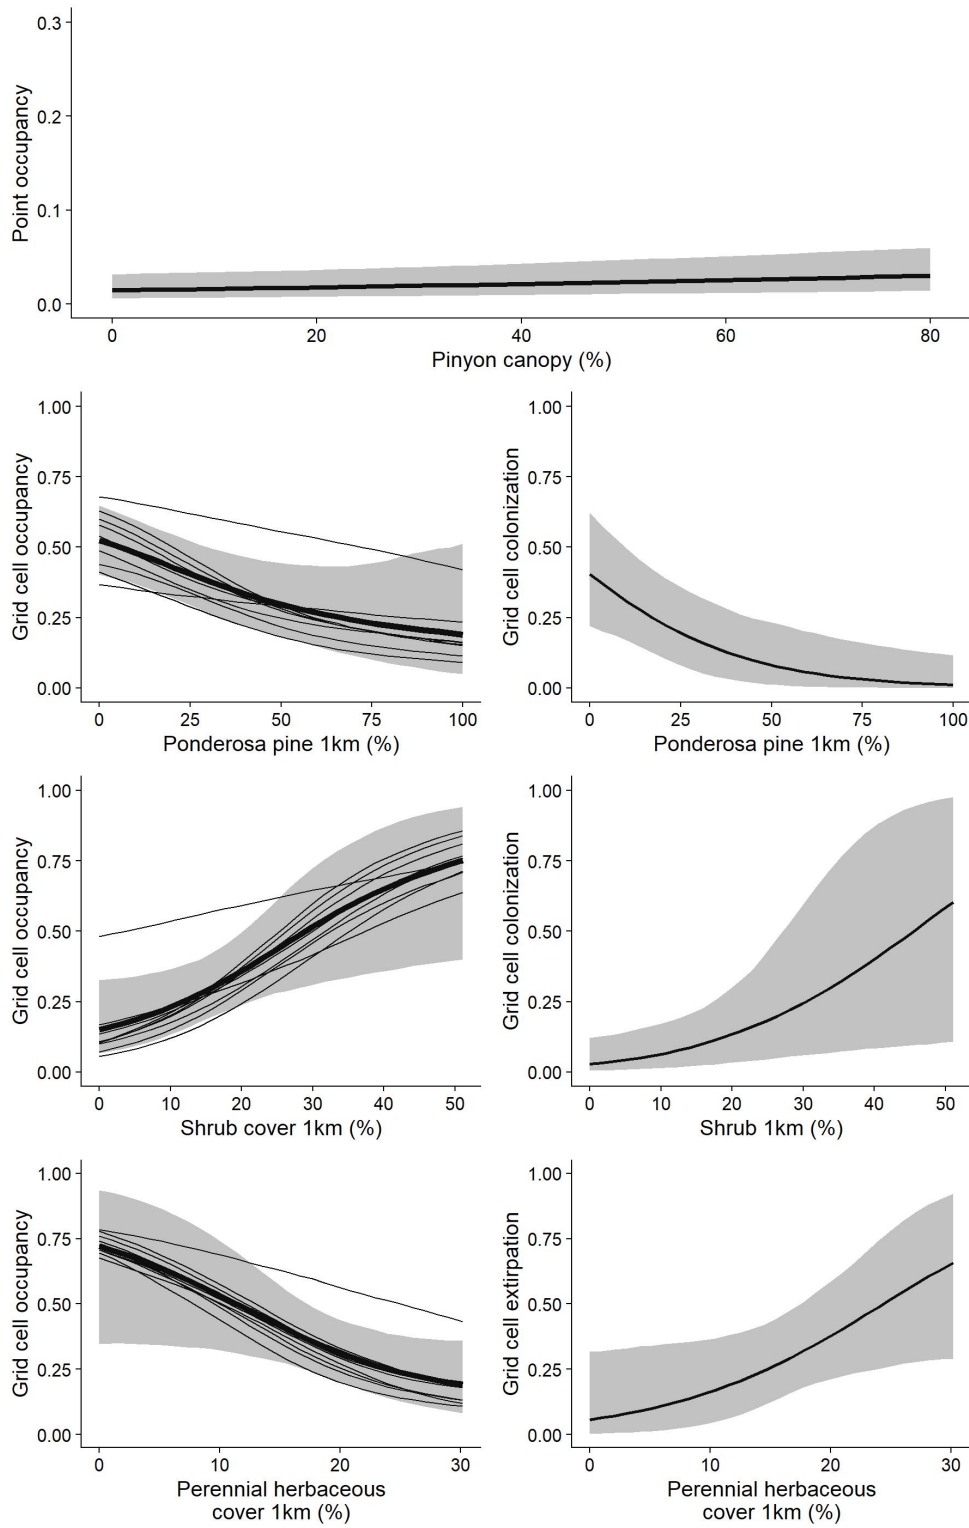 Point occupancy
0.3
0.2
0.1
0.0
0 20 40 60 80
Pinyon canopy (%)
Grid cell occupancy
1.00
0.75
0.50
0.25
0.00
0 25 50 75 100
Ponderosa pine 1km (%)
Grid cell colonization
1.00
0.75
0.50
0.25
0.00
0 25 50 75 100
Ponderosa pine 1km (%)
Grid cell occupancy
1.00
0.75
0.50
0.25
0.00
0 10 20 30 40 50
Shrub cover 1km (%)
Grid cell colonization
1.00
0.75
0.50
0.25
0.00
0 10 20 30 40 50
Shrub 1km (%)
Grid cell occupancy
1.00
0.75
0.50
0.25
0.00
0 10 20 30
Perennial herbaceous
cover 1km (%)
Grid cell extirpation
1.00
0.75
0.50
0.25
0.00
0 10 20 30
Perennial herbaceous
cover 1km (%)